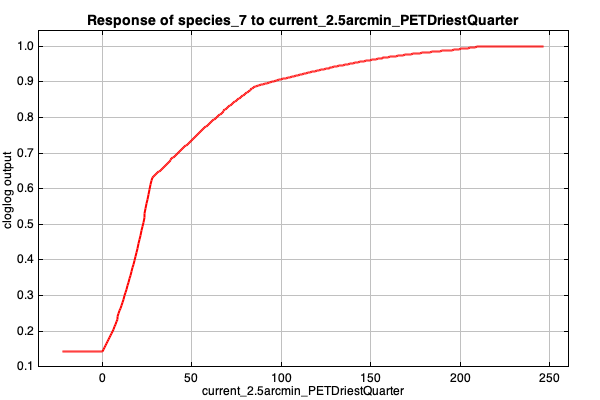 Response of species_7 to current_2.5arcmin_PETDriestQuarter
1.0
0.9
0.8
0.7
0.6
0.5
0.4
0.3
0.2
0.1
cloglog output
0 50 100 150 200 250
current_2.5arcmin_PETDriestQuarter